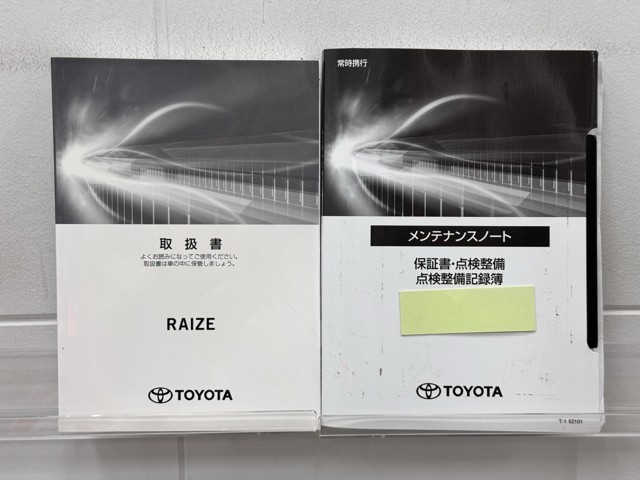 取扱書
よくお読みになってご使用ください。
取扱書は車の中に保管しましょう。
RAIZE
TOYOTA
常時携行
メンテナンスノート
保証書・点検整備
点検整備記録簿
TOYOTA
T-1 52101